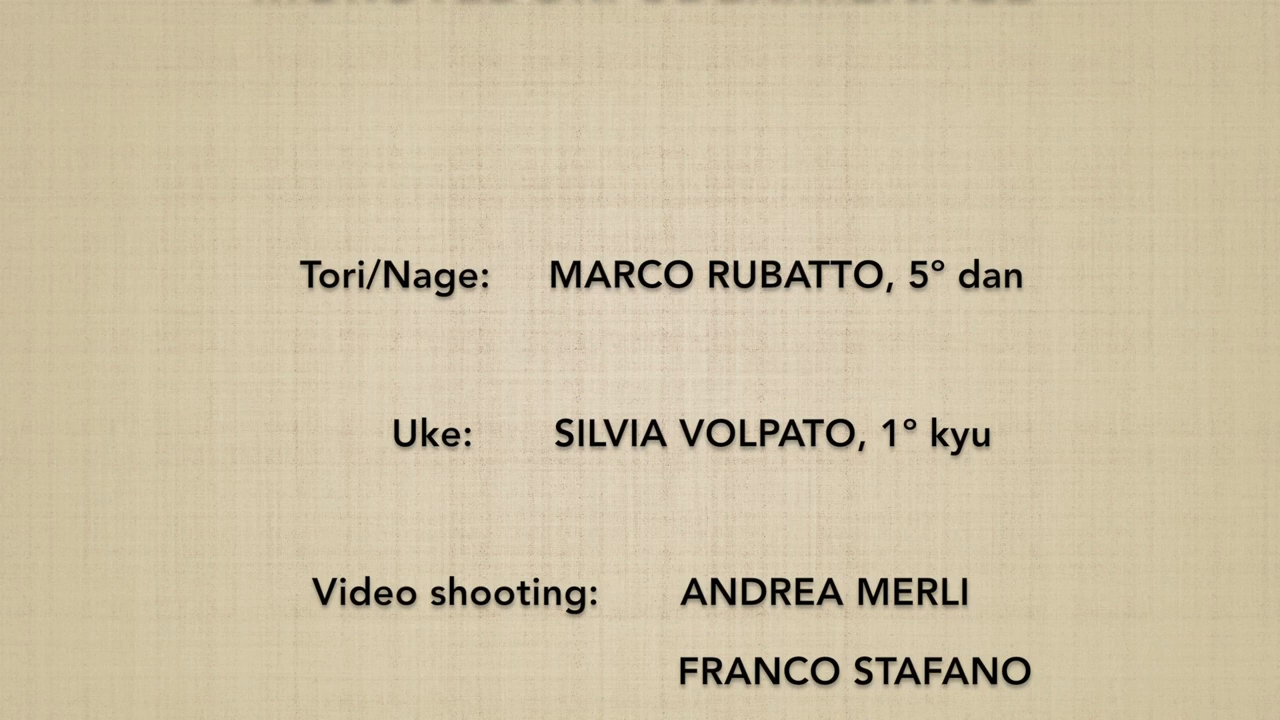 Tori/Nage: MARCO RUBATTO, 5° dan
Uke: SILVIA VOLPATO, 1° kyu
Video shooting: ANDREA MERLI
FRANCO STAFANO